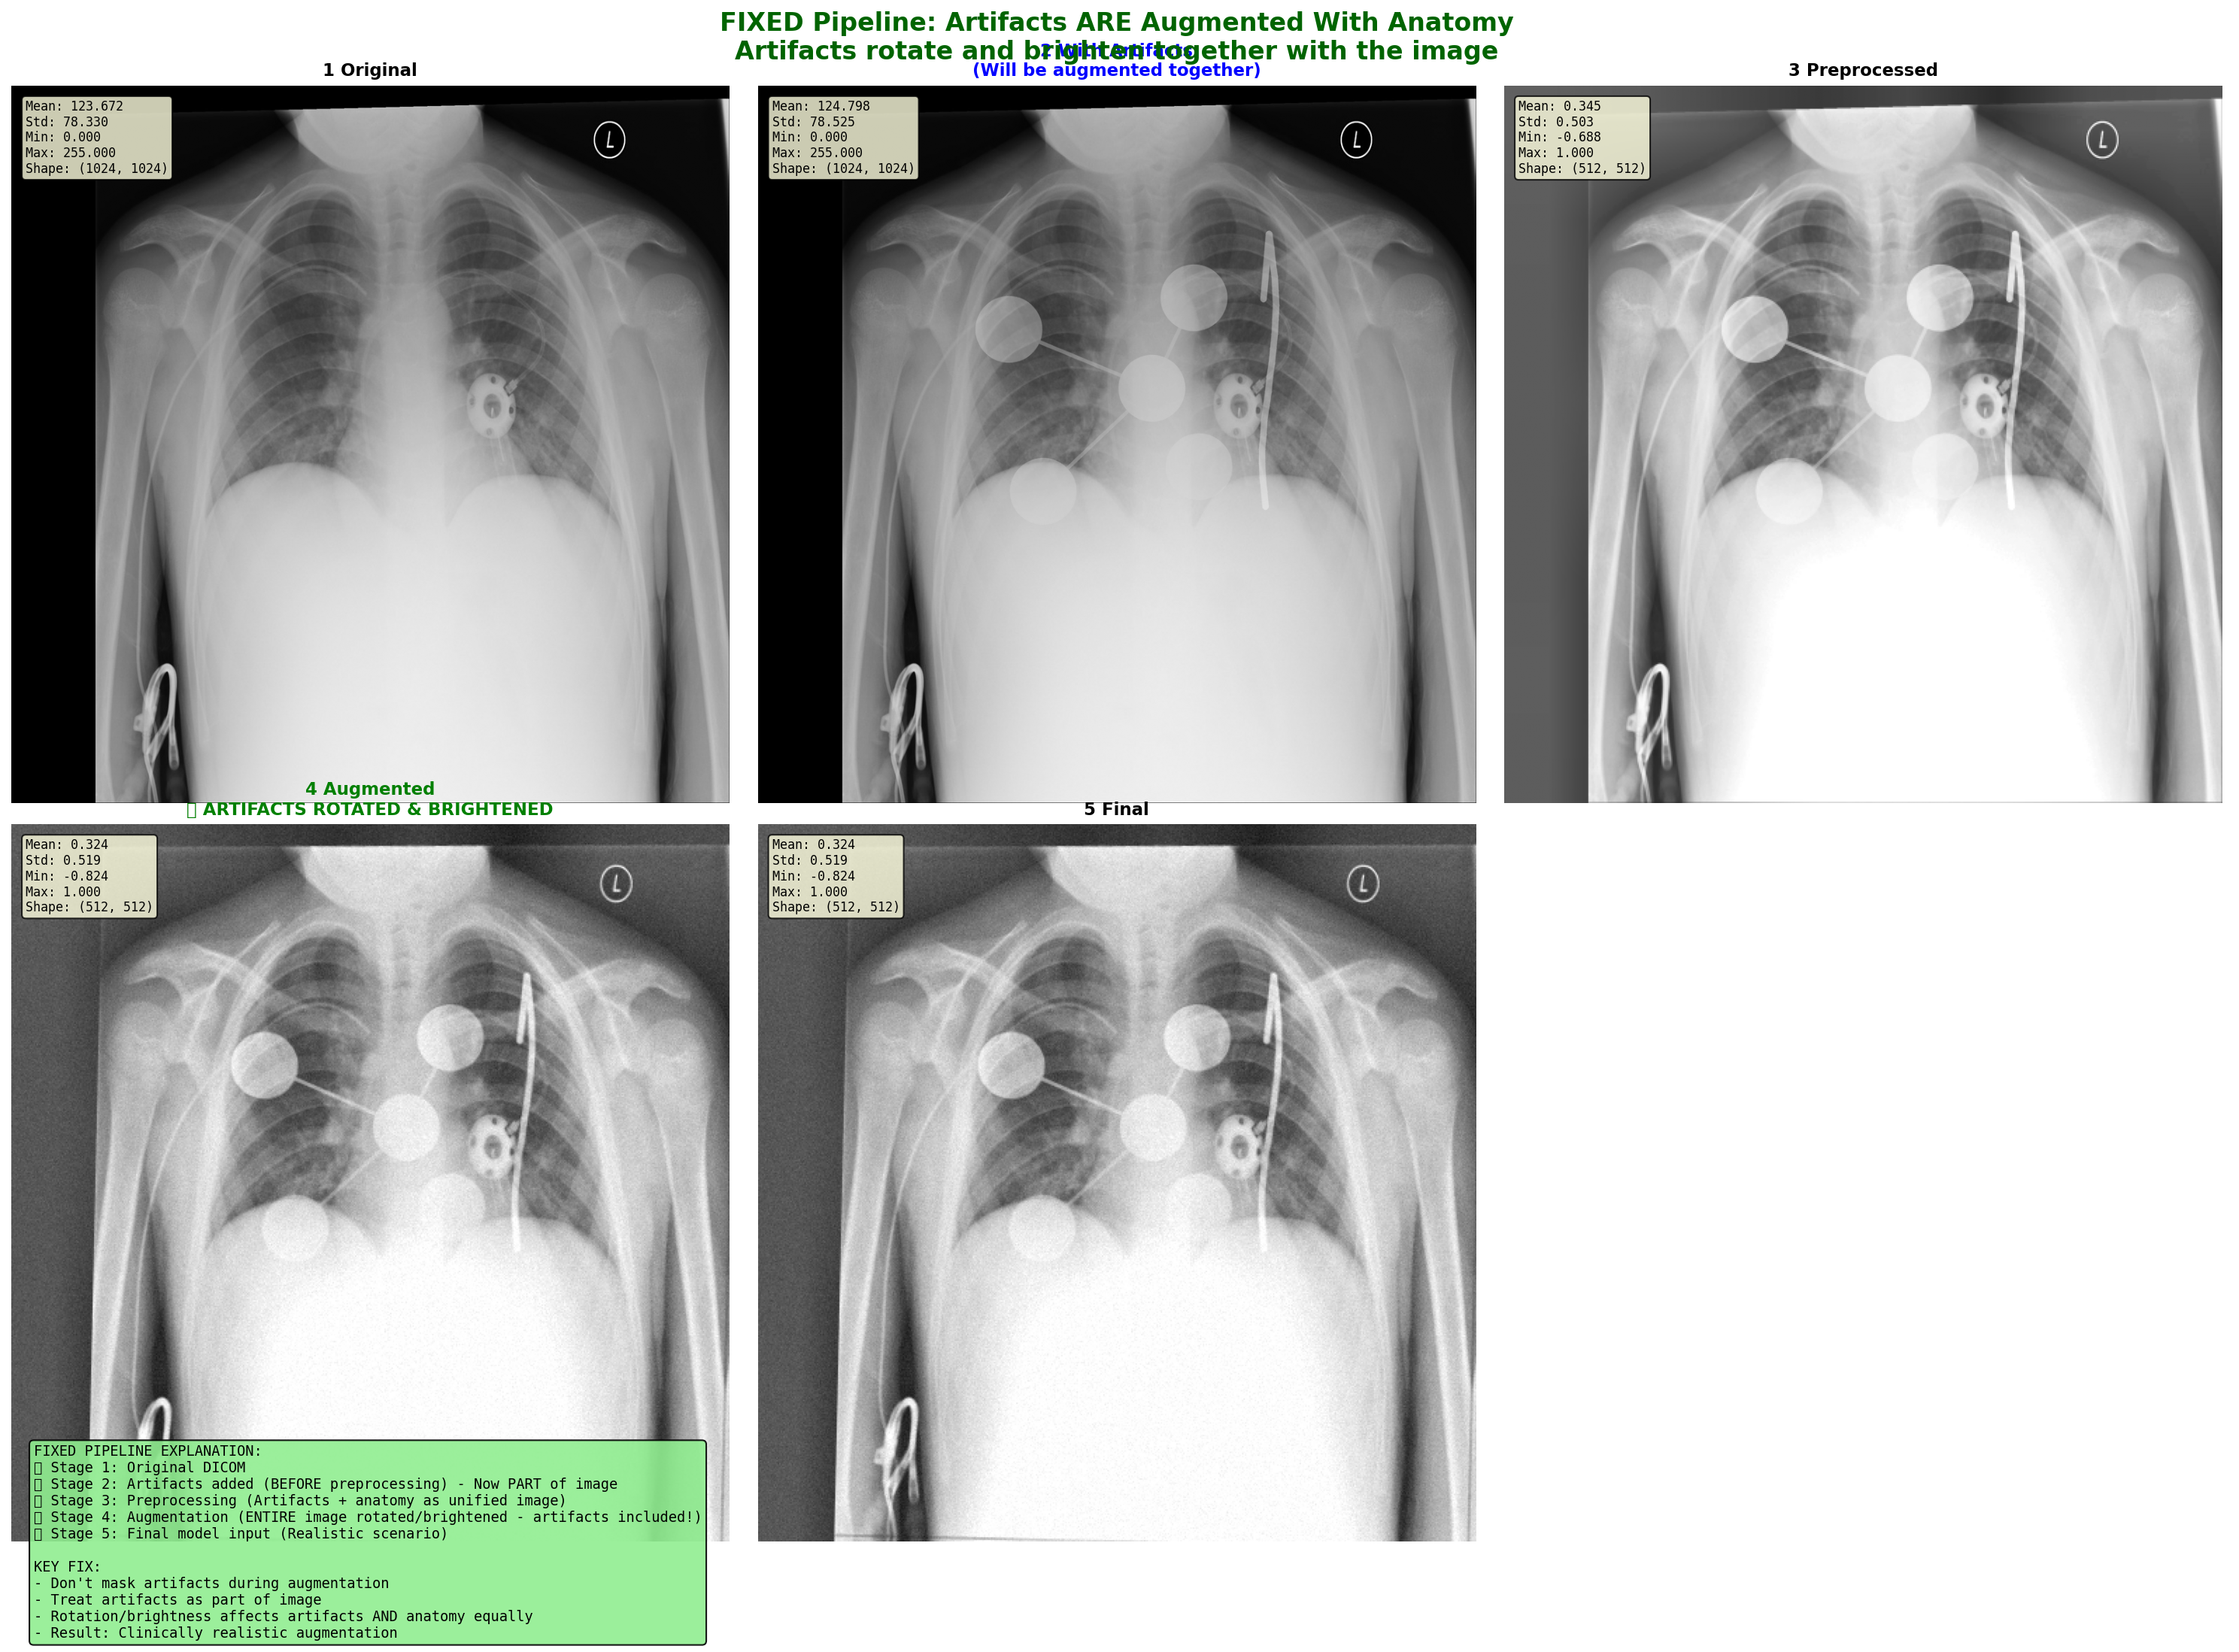 FIXED Pipeline: Artifacts ARE Augmented With Anatomy
Artifacts rotate and brighten together with the image
1 Original
2 With Artifacts
(Will be augmented together)
3 Preprocessed
Mean: 123.672
Std: 78.330
Min: 0.000
Max: 255.000
Shape: (1024, 1024)
L
Mean: 124.798
Std: 78.525
Min: 0.000
Max: 255.000
Shape: (1024, 1024)
L
Mean: 0.345
Std: 0.503
Min: -0.688
Max: 1.000
Shape: (512, 512)
L
4 Augmented
▯ ARTIFACTS ROTATED & BRIGHTENED
5 Final
Mean: 0.324
Std: 0.519
Min: -0.824
Max: 1.000
Shape: (512, 512)
L
Mean: 0.324
Std: 0.519
Min: -0.824
Max: 1.000
Shape: (512, 512)
L
FIXED PIPELINE EXPLANATION:
▯ Stage 1: Original DICOM
▯ Stage 2: Artifacts added (BEFORE preprocessing) - Now PART of image
▯ Stage 3: Preprocessing (Artifacts + anatomy as unified image)
▯ Stage 4: Augmentation (ENTIRE image rotated/brightened - artifacts included!)
▯ Stage 5: Final model input (Realistic scenario)
KEY FIX:
- Don't mask artifacts during augmentation
- Treat artifacts as part of image
- Rotation/brightness affects artifacts AND anatomy equally
- Result: Clinically realistic augmentation